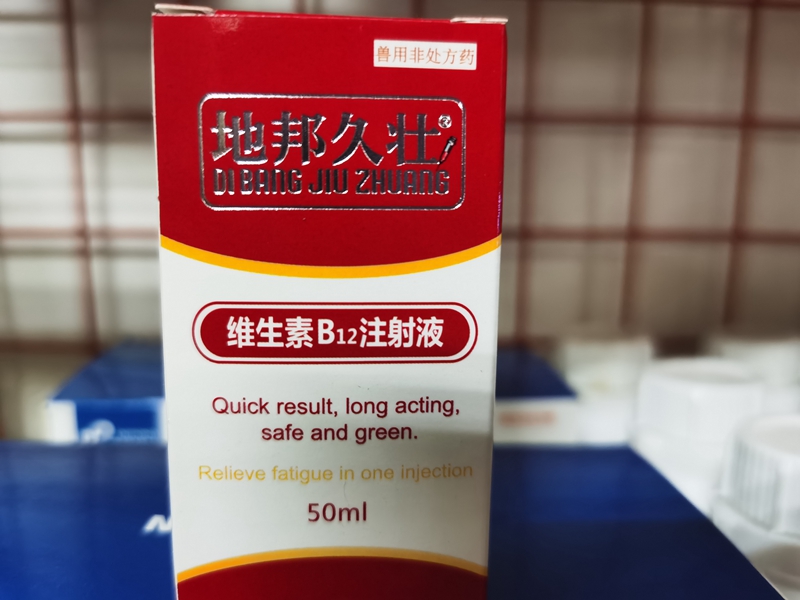 兽用非处方药
地邦久壮®
DI BANG JIU ZHUANG
维生素B12注射液
Quick result, long acting,
safe and green.
Relieve fatigue in one injection
50ml